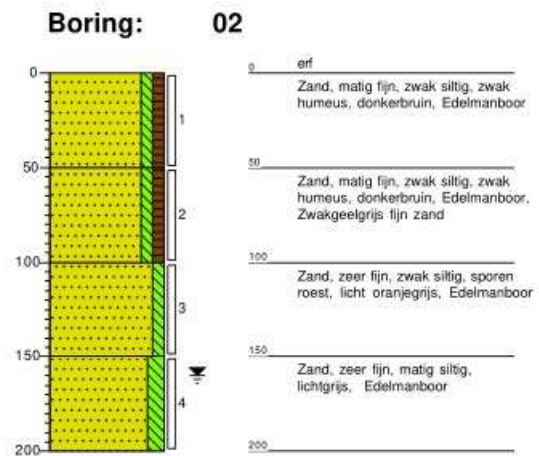 Boring: 02
0
50
100
150
200
1
2
3
4
0 erf
Zand, matig fijn, zwak siltig, zwak
humeus, donkerbruin, Edelmanboor
50
Zand, matig fijn, zwak siltig, zwak
humeus, donkerbruin, Edelmanboor,
Zwakgeelgrijs fijn zand
100
Zand, zeer fijn, zwak siltig, sporen
roest, licht oranjegrijs, Edelmanboor
150
Zand, zeer fijn, matig siltig,
lichtgrijs, Edelmanboor
200